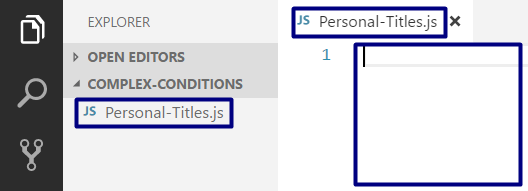 EXPLORER
OPEN EDITORS
COMPLEX-CONDITIONS
JS Personal-Titles.js
JS Personal-Titles.js
1